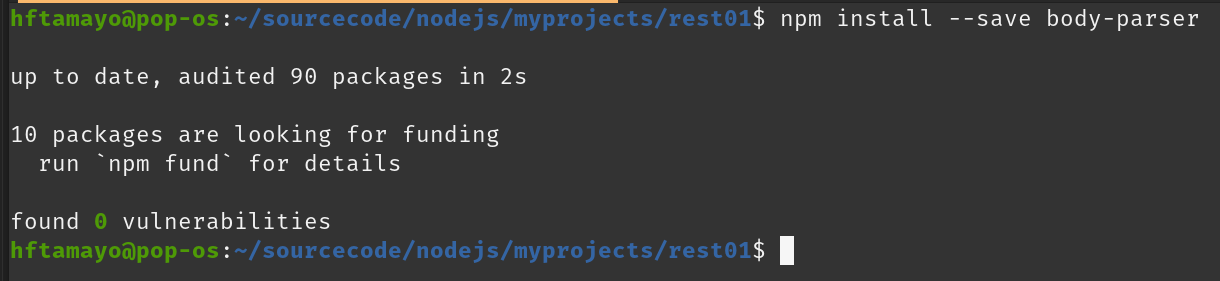 hftamayo@pop-os:~/sourcecode/nodejs/myprojects/rest01$ npm install --save body-parser
up to date, audited 90 packages in 2s
10 packages are looking for funding
run `npm fund` for details
found 0 vulnerabilities
hftamayo@pop-os:~/sourcecode/nodejs/myprojects/rest01$